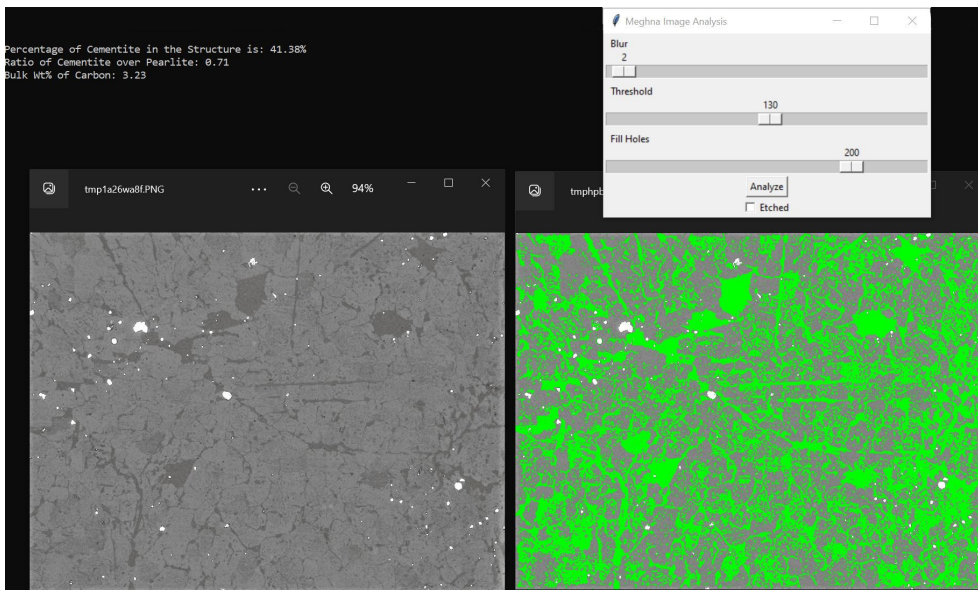 Percentage of Cementite in the Structure is: 41.38%
Ratio of Cementite over Pearlite: 0.71
Bulk Wt% of Carbon: 3.23
Meghna Image Analysis
Blur
2
Threshold
130
Fill Holes
200
Analyze
Etched
tmp1a26wa8f.PNG
94%
tmphpb